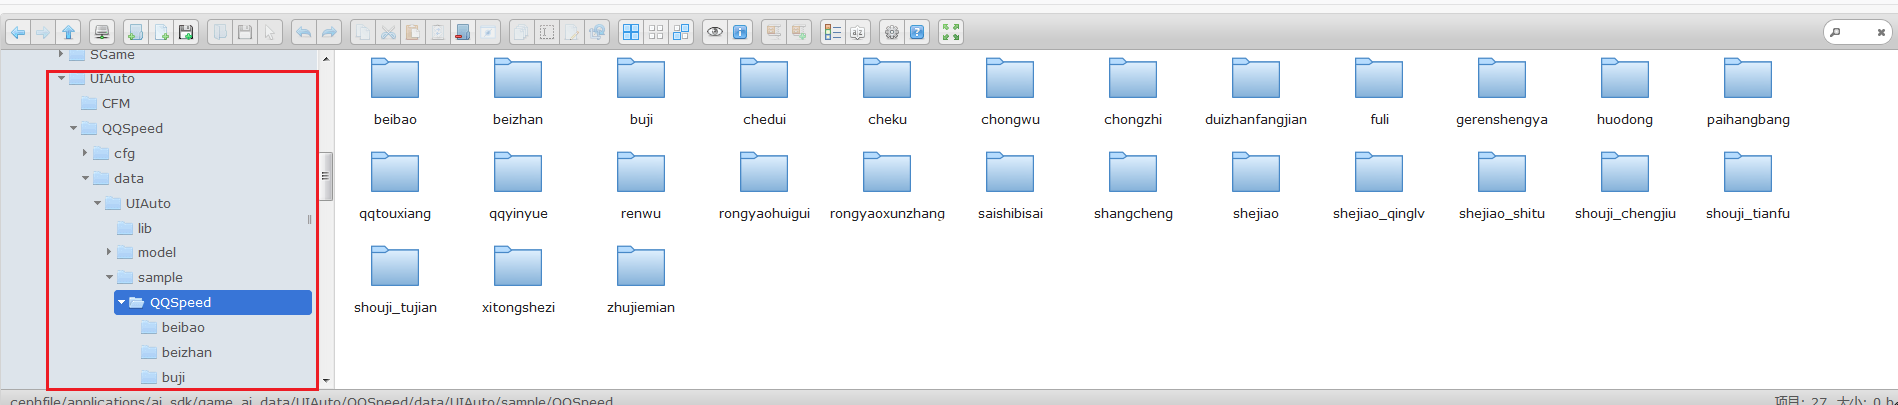 SGame
UIAuto
CFM
QQSpeed
cfg
data
UIAuto
lib
model
sample
QQSpeed
beibao
beizhan
buji
beibao beizhan buji chedui cheku chongwu chongzhi duizhanfangjian fuli gerenshengya huodong paihangbang
qqtouxiang qqyinyue renwu rongyaohuigui rongyaoxunzhang saishibisai shangcheng shejiao shejiao_qinglv shejiao_shitu shouji_chengjiu shouji_tianfu
shouji_tujian xitongshezi zhujiemian
cephfile/applications/ai_sdk/game_ai_data/UIAuto/QQSpeed/data/UIAuto/sample/QQSpeed
项目: 27, 大小: 0 b